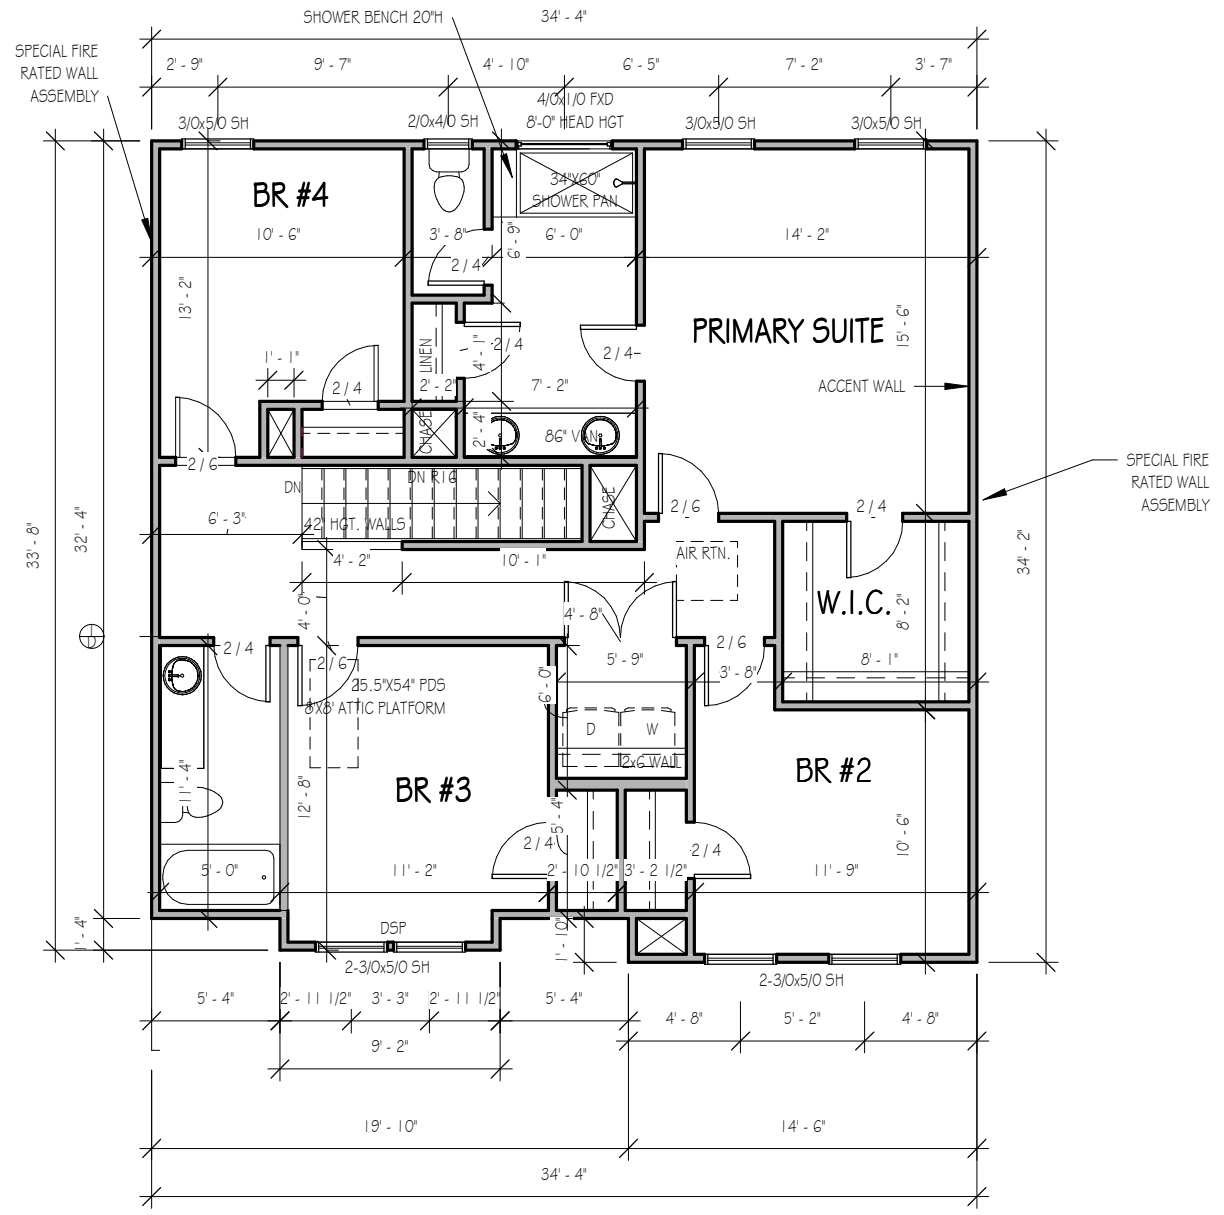 SHOWER BENCH 20"H
34' - 4"
SPECIAL FIRE
RATED WALL
ASSEMBLY
2' - 9"
9' - 7"
4' - 10"
6' - 5"
7' - 2"
3' - 7"
4/0x1/0 FXD
8'-0" HEAD HGT
3/0x5/0 SH
2/0x4/0 SH
3/0x5/0 SH
3/0x5/0 SH
BR #4
34"X60"
SHOWER PAN
10' - 6"
3' - 8"
6' - 9"
6' - 0"
14' - 2"
2 / 4
13' - 2"
PRIMARY SUITE
15' - 6"
LINEN
4' - 1"
2 / 4
2 / 4
1' - 1"
2 / 4
2' - 2"
7' - 2"
ACCENT WALL
CHASE
2' - 4"
86" VAN.
2 / 6
DN
DN R16
CHASE
SPECIAL FIRE
RATED WALL
ASSEMBLY
33' - 8"
32' - 4"
6' - 3"
42" HGT. WALLS
2 / 6
2 / 4
34' - 2"
4' - 2"
10' - 1"
AIR RTN.
4' - 0"
4' - 8"
W.I.C.
8' - 2"
2 / 4
2 / 6
5' - 9"
2 / 6
3' - 8"
8' - 1"
25.5"X54" PDS
8'X8' ATTIC PLATFORM
6' - 0"
D
W
2x6 WALL
11' - 4"
12' - 8"
BR #3
BR #2
5' - 4"
10' - 6"
2 / 4
2 / 4
5' - 0"
11' - 2"
2' - 10 1/2"
3' - 2 1/2"
11' - 9"
1' - 4"
DSP
1' - 10"
2-3/0x5/0 SH
2-3/0x5/0 SH
5' - 4"
2' - 11 1/2"
3' - 3"
2' - 11 1/2"
5' - 4"
4' - 8"
5' - 2"
4' - 8"
9' - 2"
19' - 10"
14' - 6"
34' - 4"